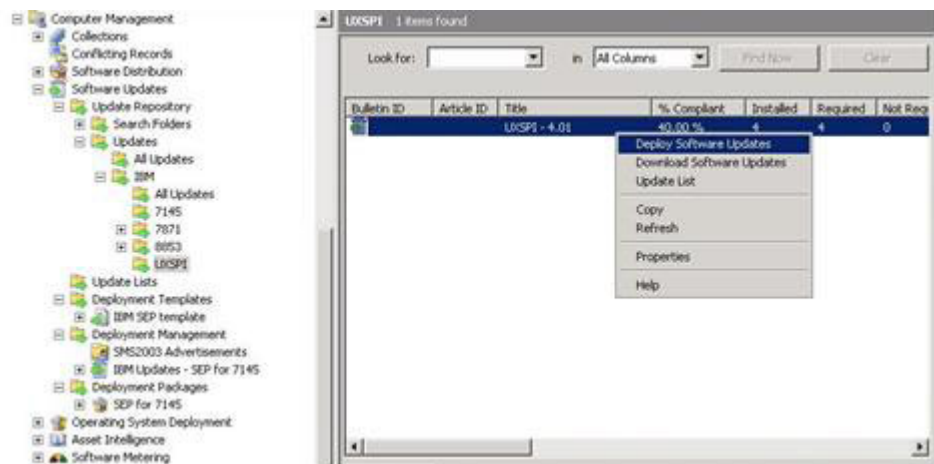 Computer Management
Collections
Conflicting Records
Software Distribution
Software Updates
Update Repository
Search Folders
Updates
All Updates
IBM
All Updates
7145
7871
8853
UXSPI
Update Lists
Deployment Templates
IBM SEP template
Deployment Management
SMS2003 Advertisements
IBM Updates - SEP for 7145
Deployment Packages
SEP for 7145
Operating System Deployment
Asset Intelligence
Software Metering
UXSPI 1 items found
Look for: in All Columns Find Now Clear
Bulletin ID Article ID Title % Compliant Installed Required Not Req
UXSPI - 4.01 40.00 % 4 4 0
Deploy Software Updates
Download Software Updates
Update List
Copy
Refresh
Properties
Help